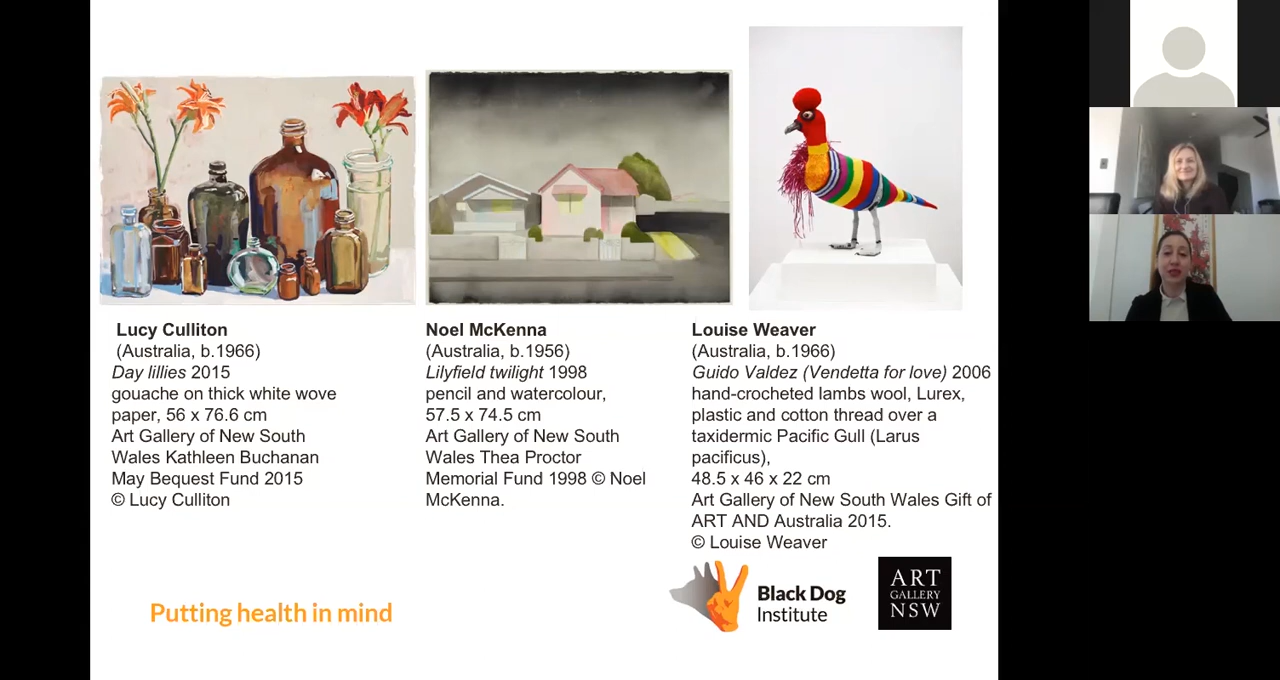 Lucy Culliton
(Australia, b.1966)
Day lillies 2015
gouache on thick white wove
paper, 56 x 76.6 cm
Art Gallery of New South
Wales Kathleen Buchanan
May Bequest Fund 2015
© Lucy Culliton
Noel McKenna
(Australia, b.1956)
Lilyfield twilight 1998
pencil and watercolour,
57.5 x 74.5 cm
Art Gallery of New South
Wales Thea Proctor
Memorial Fund 1998 © Noel
McKenna.
Louise Weaver
(Australia, b.1966)
Guido Valdez (Vendetta for love) 2006
hand-crocheted lambs wool, Lurex,
plastic and cotton thread over a
taxidermic Pacific Gull (Larus
pacificus),
48.5 x 46 x 22 cm
Art Gallery of New South Wales Gift of
ART AND Australia 2015.
© Louise Weaver
Putting health in mind
Black Dog
Institute
ART
GALLERY
NSW